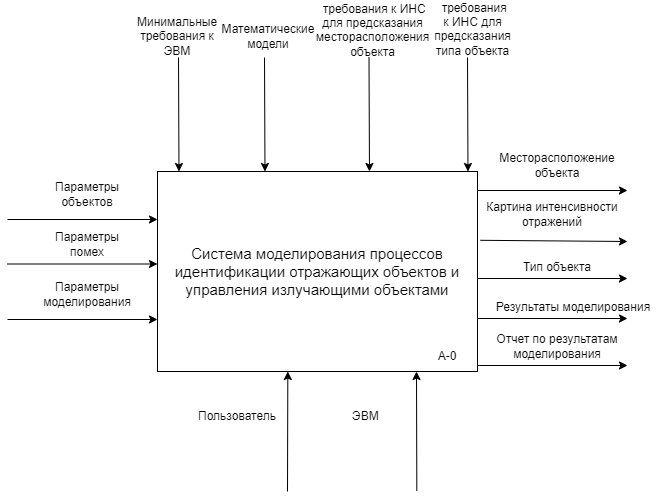 Минимальные
требования к
ЭВМ
Математические
модели
требования к ИНС
для предсказания
месторасположения
объекта
требования
к ИНС для
предсказания
типа объекта
Параметры
объектов
Параметры
помех
Параметры
моделирования
Система моделирования процессов
идентификации отражающих объектов и
управления излучающими объектами
А-0
Месторасположение
объекта
Картина интенсивности
отражений
Тип объекта
Результаты моделирования
Отчет по результатам
моделирования
Пользователь
ЭВМ